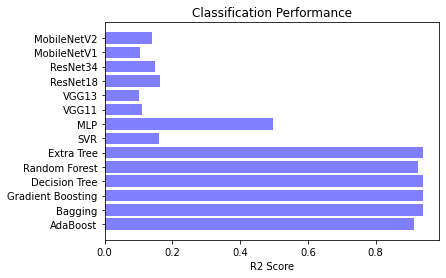 Classification Performance
MobileNetV2
MobileNetV1
ResNet34
ResNet18
VGG13
VGG11
MLP
SVR
Extra Tree
Random Forest
Decision Tree
Gradient Boosting
Bagging
AdaBoost
0.0 0.2 0.4 0.6 0.8
R2 Score